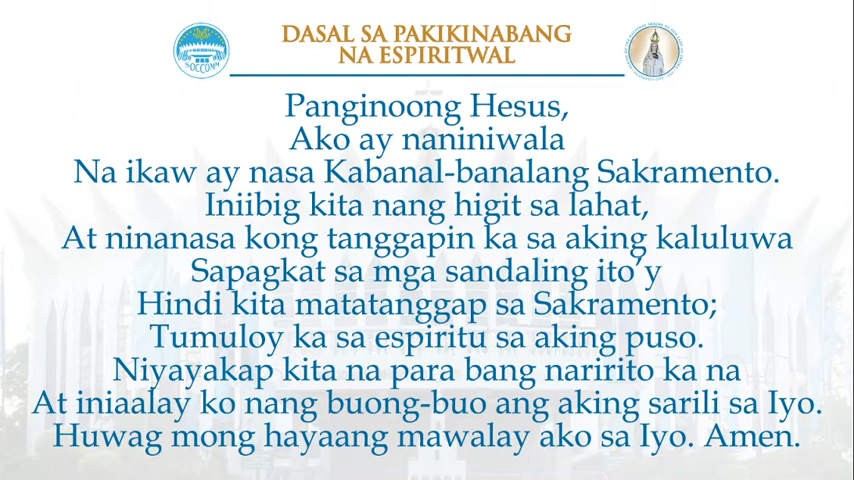 DASAL SA PAKIKINABANG
NA ESPIRITWAL
SOCCOM
Panginoong Hesus,
Ako ay naniniwala
Na ikaw ay nasa Kabanal-banalang Sakramento.
Iniibig kita nang higit sa lahat,
At ninanasa kong tanggapin ka sa aking kaluluwa
Sapagkat sa mga sandaling ito’y
Hindi kita matatanggap sa Sakramento;
Tumuloy ka sa espiritu sa aking puso.
Niyayakap kita na para bang naririto ka na
At iniaalay ko nang buong-buo ang aking sarili sa Iyo.
Huwag mong hayaang mawalay ako sa Iyo. Amen.